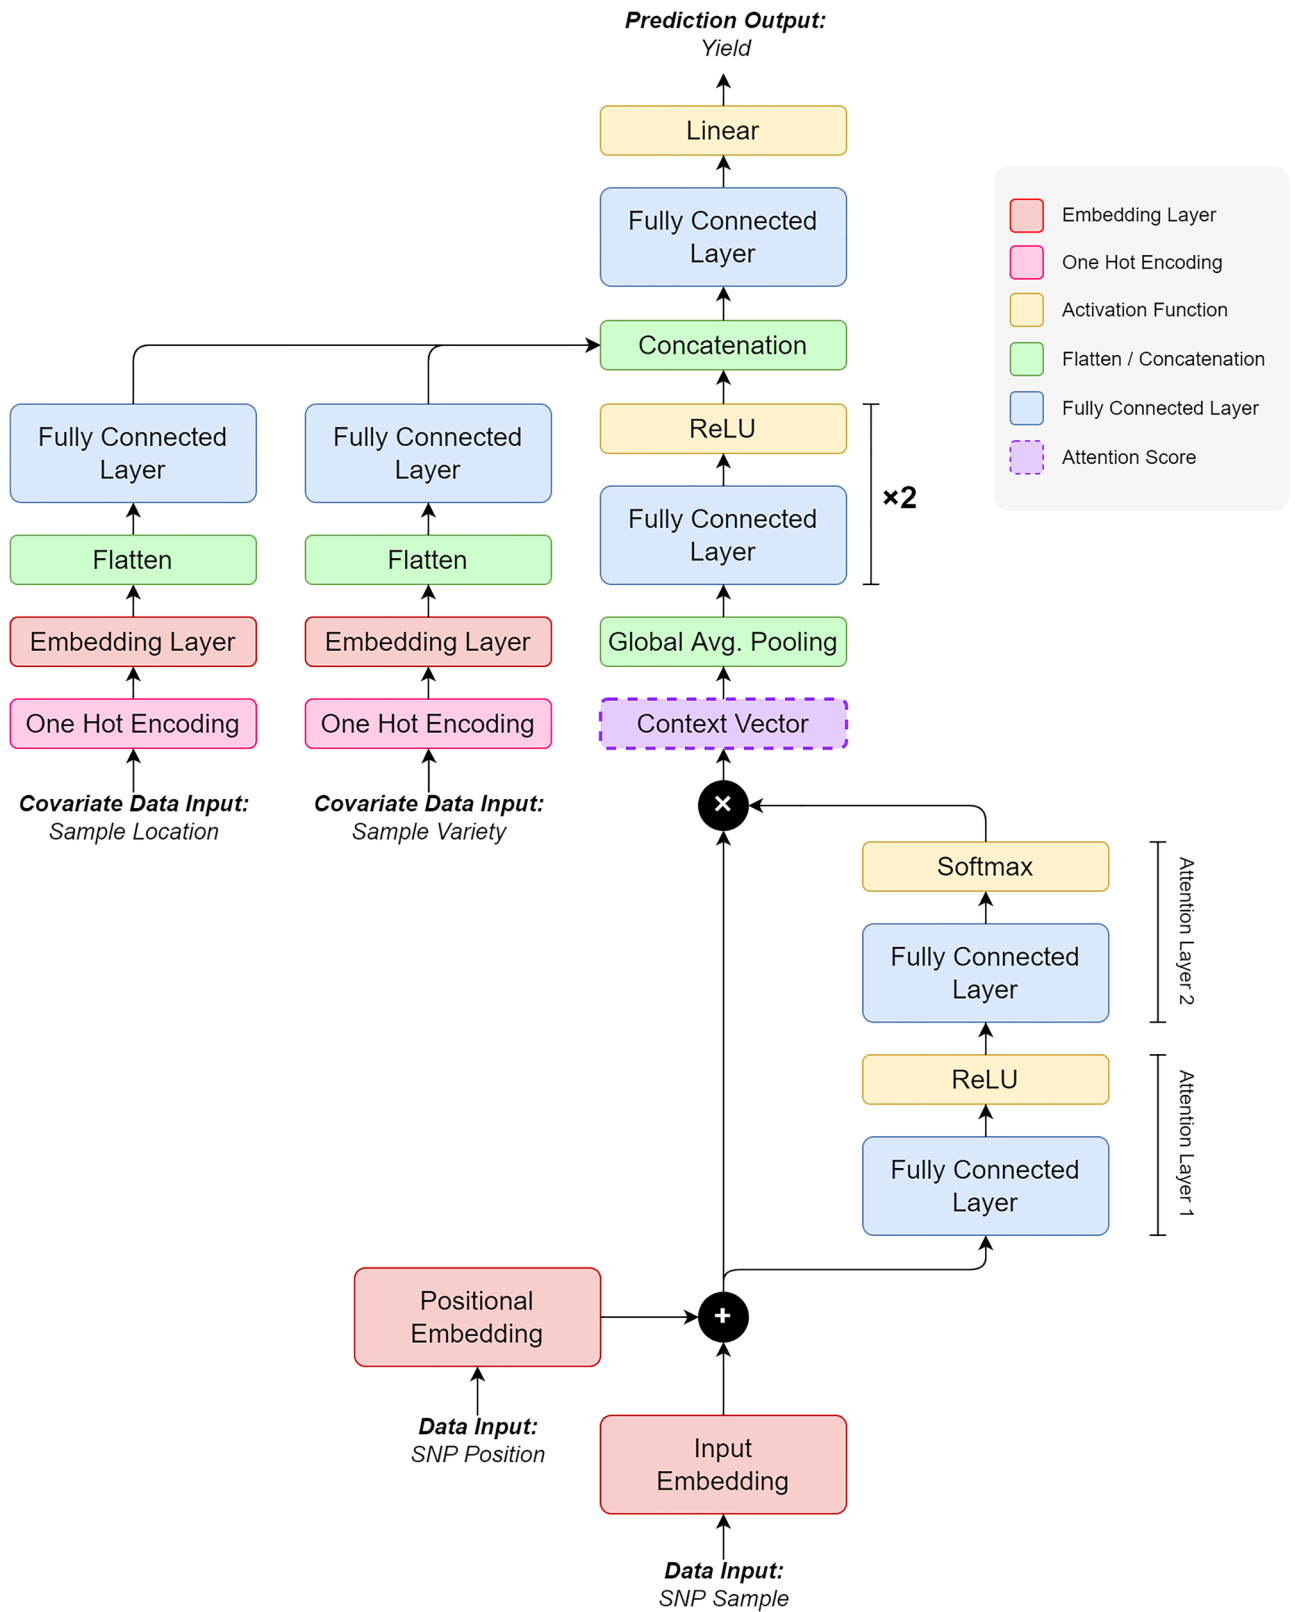 Prediction Output:
Yield
Linear
Fully Connected
Layer
Concatenation
ReLU
Fully Connected
Layer
×2
Global Avg. Pooling
Context Vector
×
Fully Connected
Layer
Flatten
Embedding Layer
One Hot Encoding
Covariate Data Input:
Sample Location
Fully Connected
Layer
Flatten
Embedding Layer
One Hot Encoding
Covariate Data Input:
Sample Variety
Softmax
Fully Connected
Layer
Attention Layer 2
ReLU
Fully Connected
Layer
Attention Layer 1
Positional
Embedding
+
Data Input:
SNP Position
Input
Embedding
Data Input:
SNP Sample
Embedding Layer
One Hot Encoding
Activation Function
Flatten / Concatenation
Fully Connected Layer
Attention Score